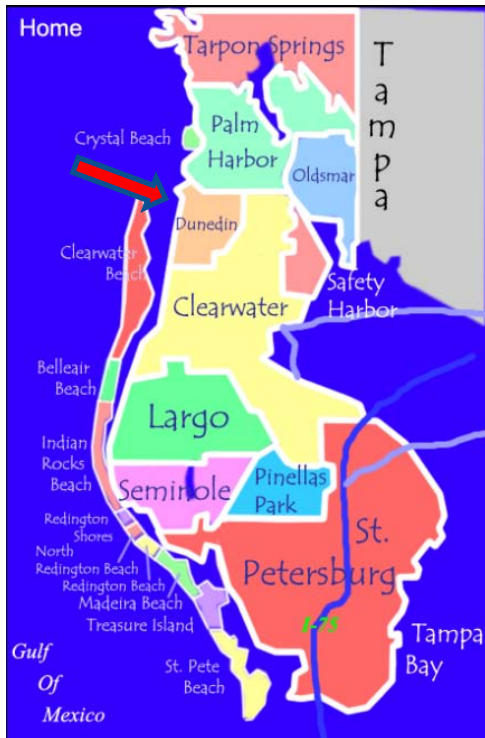 Home
Tarpon Springs
Tampa
Crystal Beach
Palm
Harbor
Oldsmar
Dunedin
Clearwater
Beach
Safety
Harbor
Clearwater
Belleair
Beach
Largo
Indian
Rocks
Beach
Seminole
Pinellas
Park
Redington
Shores
North
Redington Beach
Redington Beach
Madeira Beach
Treasure Island
St.
Petersburg
I-75
Tampa
Bay
St. Pete
Beach
Gulf
Of
Mexico